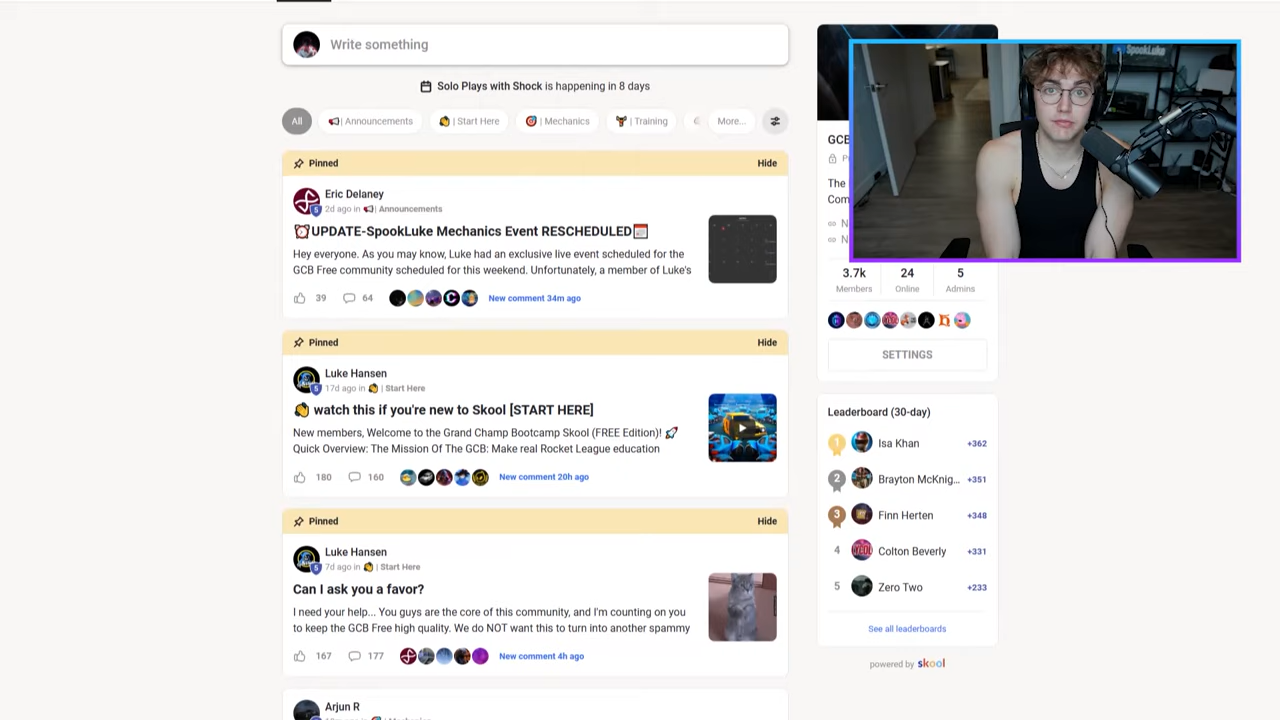 Write something
Solo Plays with Shock is happening in 8 days
All
📢| Announcements
👋 | Start Here
🎯 | Mechanics
🏋 | Training
More...
Pinned
Hide
Eric Delaney
5
2d ago in 📢| Announcements
⏰UPDATE-SpookLuke Mechanics Event RESCHEDULED📅
Hey everyone. As you may know, Luke had an exclusive live event scheduled for the
GCB Free community scheduled for this weekend. Unfortunately, a member of Luke's
39
64
New comment 34m ago
Pinned
Hide
Luke Hansen
5
17d ago in 👋 | Start Here
👋 watch this if you're new to Skool [START HERE]
New members, Welcome to the Grand Champ Bootcamp Skool (FREE Edition)! 🚀
Quick Overview: The Mission Of The GCB: Make real Rocket League education
180
160
New comment 20h ago
Pinned
Hide
Luke Hansen
5
7d ago in 👋 | Start Here
Can I ask you a favor?
I need your help... You guys are the core of this community, and I'm counting on you
to keep the GCB Free high quality. We do NOT want this to turn into another spammy
167
177
New comment 4h ago
Arjun R
SpookLuke
GCB
The
Com
3.7k
Members
24
Online
5
Admins
SETTINGS
Leaderboard (30-day)
1
Isa Khan
+362
2
Brayton McKnig...
+351
3
Finn Herten
+348
4
Colton Beverly
+331
5
Zero Two
+233
See all leaderboards
powered by skool